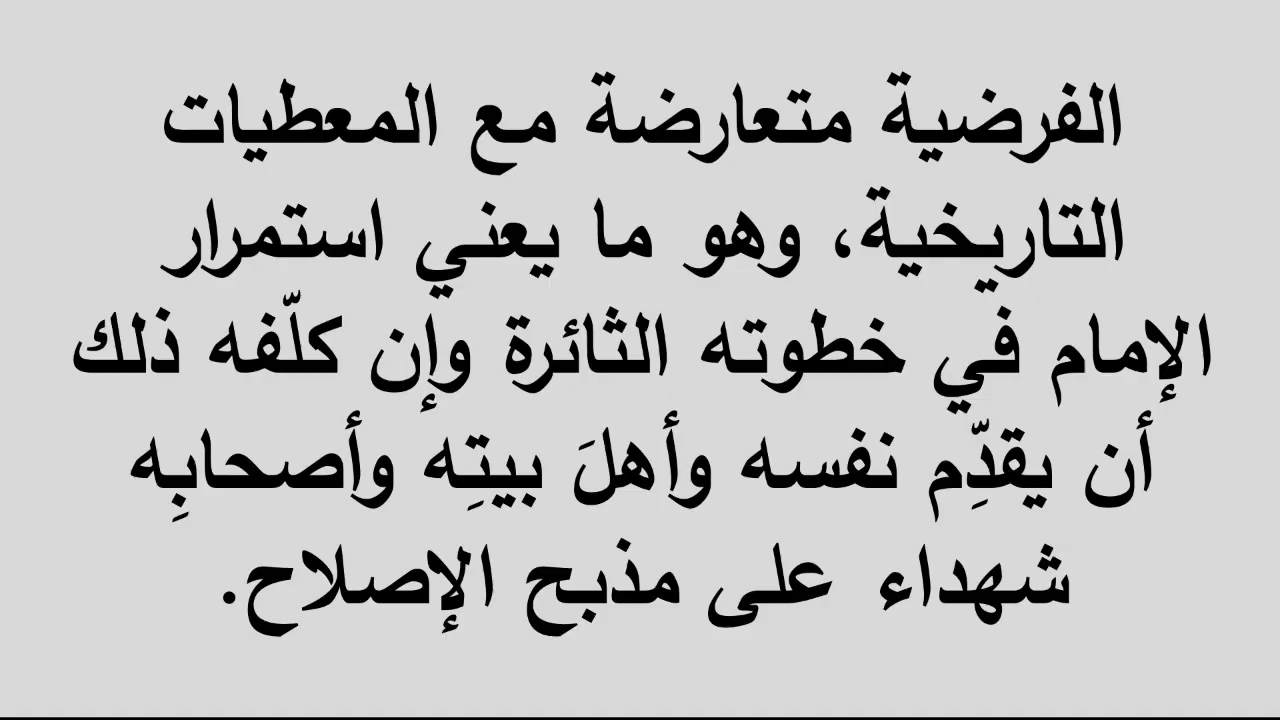 الفرضية متعارضة مع المعطيات
التاريخية، وهو ما يعني استمرار
الإمام في خطوته الثائرة وإن كلّفه ذلك
أن يقدِّم نفسه وأهلَ بيتِه وأصحابِه
شهداء على مذبح الإصلاح.